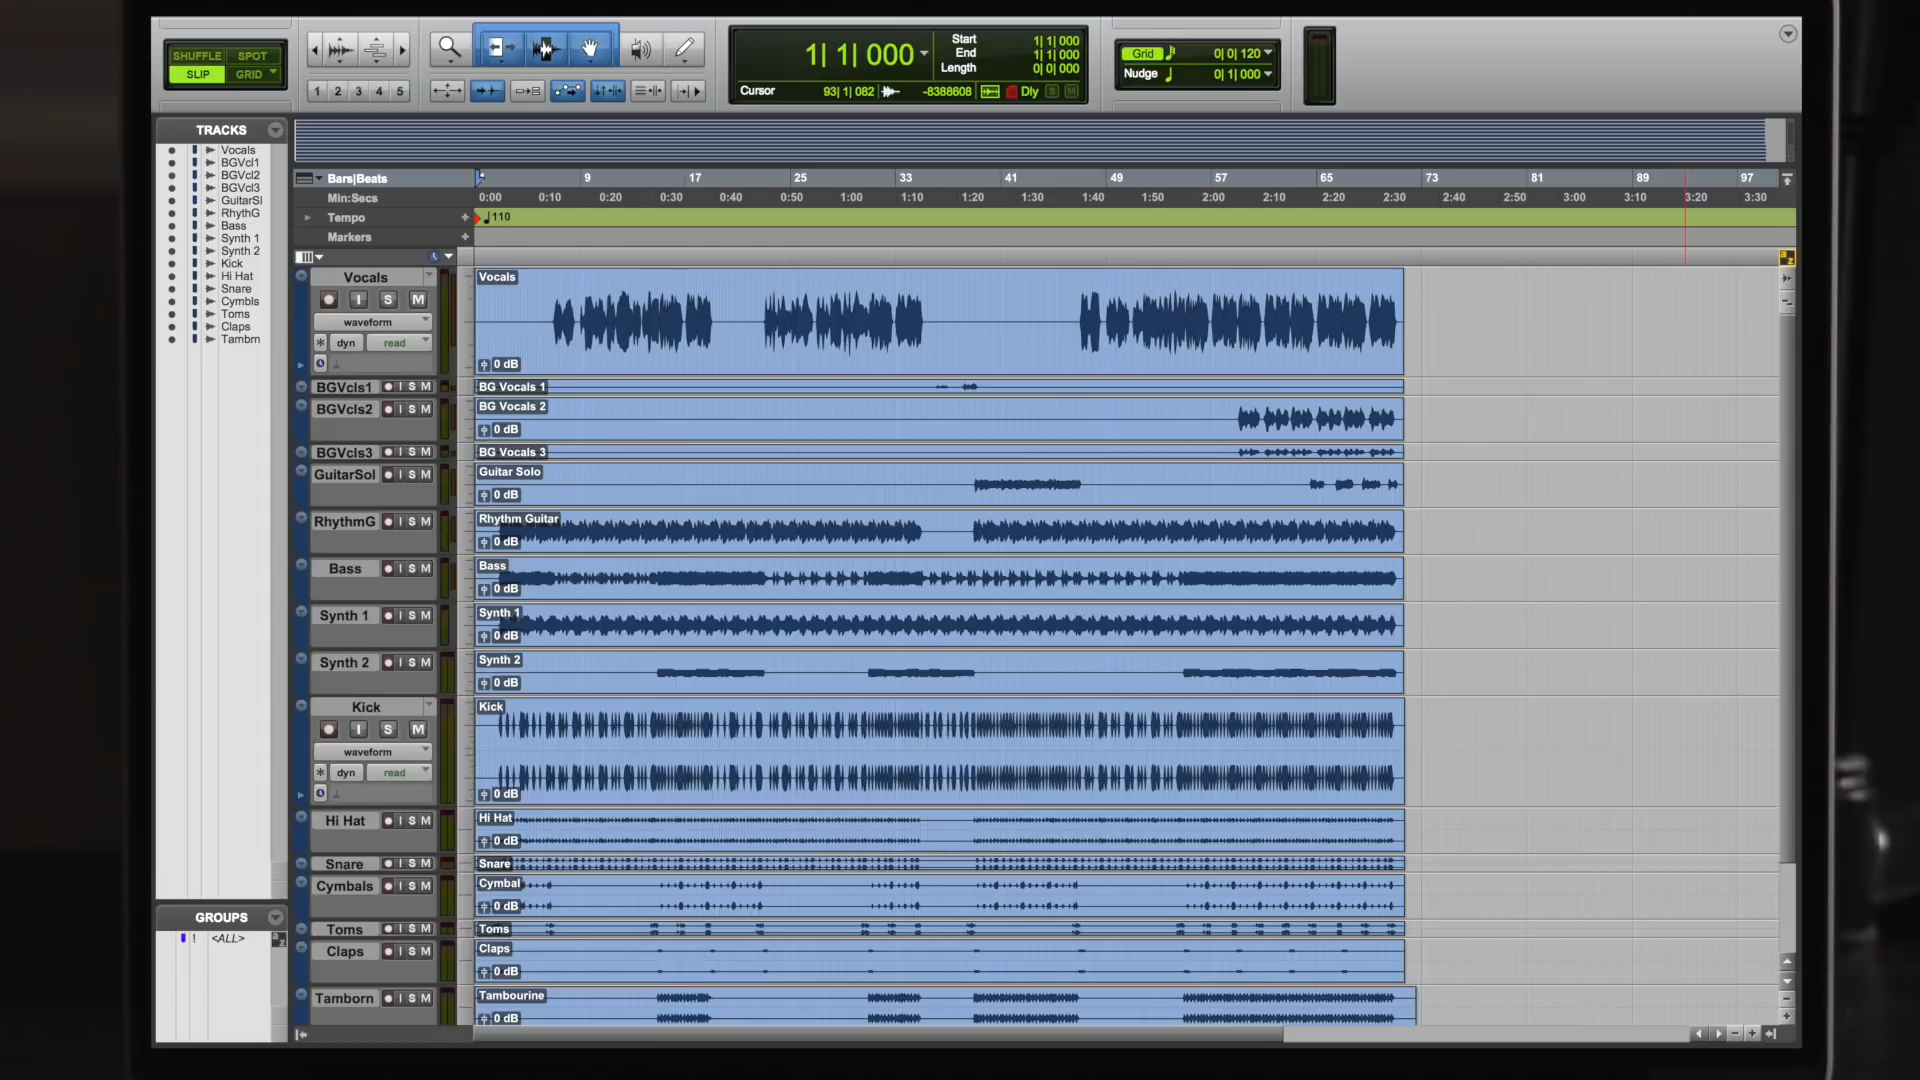 SHUFFLE SPOT
SLIP GRID
1 2 3 4 5
1| 1| 000
Start 1| 1| 000
End 1| 1| 000
Length 0| 0| 000
Cursor 93| 1| 082 -8388608 Dly S M
Grid 0| 0| 120
Nudge 0| 1| 000
TRACKS
Vocals
BGVcl1
BGVcl2
BGVcl3
GuitarSl
RhythG
Bass
Synth 1
Synth 2
Kick
Hi Hat
Snare
Cymbls
Toms
Claps
Tambrn
GROUPS
! <ALL>
a z
Bars|Beats 9 17 25 33 41 49 57 65 73 81 89 97
Min:Secs 0:00 0:10 0:20 0:30 0:40 0:50 1:00 1:10 1:20 1:30 1:40 1:50 2:00 2:10 2:20 2:30 2:40 2:50 3:00 3:10 3:20 3:30
Tempo + 110
Markers +
a z
Vocals
I S M
waveform
dyn read
Vocals
0 dB
BGVcls1 I S M
BG Vocals 1
BGVcls2 I S M
BG Vocals 2
0 dB
BGVcls3 I S M
BG Vocals 3
GuitarSol I S M
Guitar Solo
0 dB
RhythmG I S M
Rhythm Guitar
0 dB
Bass I S M
Bass
0 dB
Synth 1 I S M
Synth 1
0 dB
Synth 2 I S M
Synth 2
0 dB
Kick
I S M
waveform
dyn read
Kick
0 dB
Hi Hat I S M
Hi Hat
0 dB
Snare I S M
Snare
Cymbals I S M
Cymbal
0 dB
Toms I S M
Toms
Claps I S M
Claps
0 dB
Tamborn I S M
Tambourine
0 dB